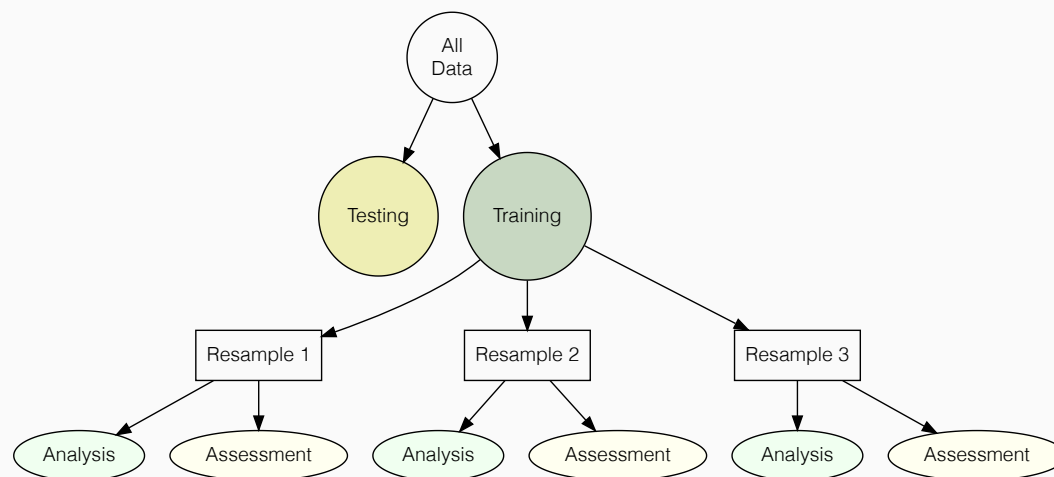 All
Data
Testing
Training
Resample 1
Resample 2
Resample 3
Analysis
Assessment
Analysis
Assessment
Analysis
Assessment